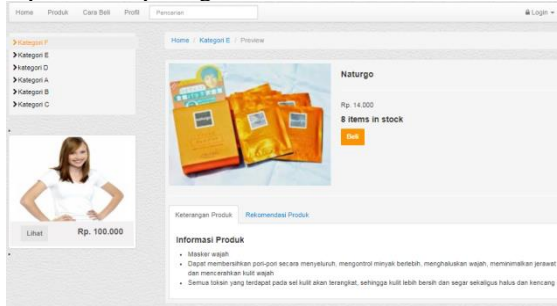 Home Produk Cara Beli Profil Pencarian Login
Kategori F
Kategori E
kategori D
Kategori A
Kategori B
Kategori C
Home / Kategori E / Preview
Naturgo
Rp. 14.000
8 items in stock
Beli
Lihat Rp. 100.000
Keterangan Produk Rekomendasi Produk
Informasi Produk
Masker wajah
Dapat membersihkan pori-pori secara menyeluruh, mengontrol minyak berlebih, menghaluskan wajah, meminimalkan jerawat
dan mencerahkan kulit wajah
Semua toksin yang terdapat pada sel kulit akan terangkat, sehingga kulit lebih bersih dan segar sekaligus halus dan kencang